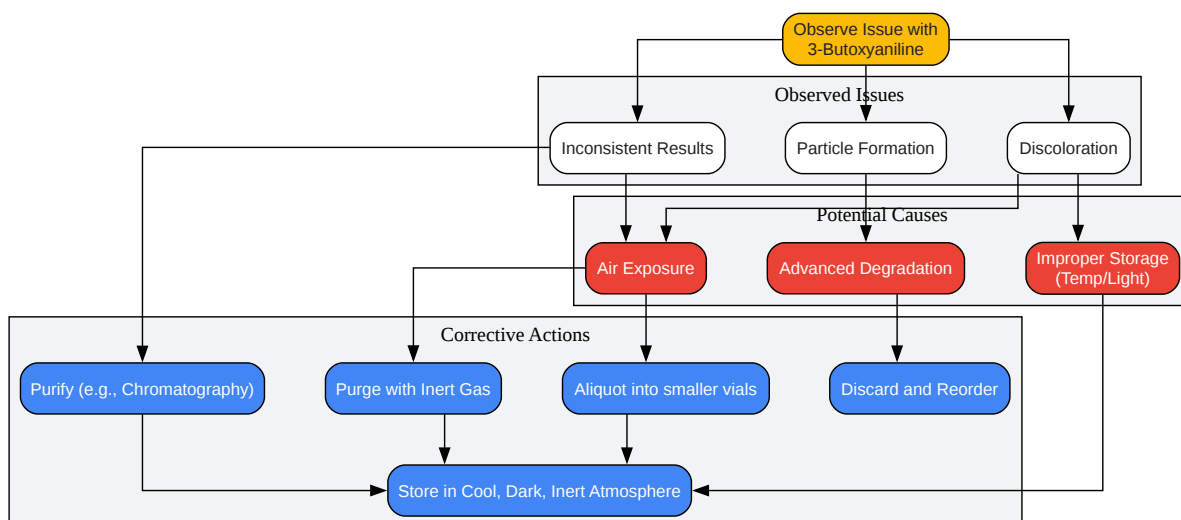 Observe Issue with
3-Butoxyaniline
Observed Issues
Inconsistent Results
Particle Formation
Discoloration
Potential Causes
Air Exposure
Advanced Degradation
Improper Storage
(Temp/Light)
Corrective Actions
Purify (e.g., Chromatography)
Purge with Inert Gas
Aliquot into smaller vials
Discard and Reorder
Store in Cool, Dark, Inert Atmosphere